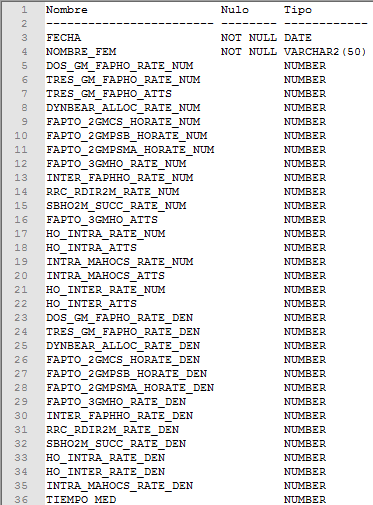 1 Nombre Nulo Tipo
2 ------------------------ -------- ------------
3 FECHA NOT NULL DATE
4 NOMBRE_FEM NOT NULL VARCHAR2(50)
5 DOS_GM_FAPHO_RATE_NUM NUMBER
6 TRES_GM_FAPHO_RATE_NUM NUMBER
7 TRES_GM_FAPHO_ATTS NUMBER
8 DYNBEAR_ALLOC_RATE_NUM NUMBER
9 FAPTO_2GMCS_HORATE_NUM NUMBER
10 FAPTO_2GMPSB_HORATE_NUM NUMBER
11 FAPTO_2GMPSMA_HORATE_NUM NUMBER
12 FAPTO_3GMHO_RATE_NUM NUMBER
13 INTER_FAPHHO_RATE_NUM NUMBER
14 RRC_RDIR2M_RATE_NUM NUMBER
15 SBHO2M_SUCC_RATE_NUM NUMBER
16 FAPTO_3GMHO_ATTS NUMBER
17 HO_INTRA_RATE_NUM NUMBER
18 HO_INTRA_ATTS NUMBER
19 INTRA_MAHOCS_RATE_NUM NUMBER
20 INTRA_MAHOCS_ATTS NUMBER
21 HO_INTER_RATE_NUM NUMBER
22 HO_INTER_ATTS NUMBER
23 DOS_GM_FAPHO_RATE_DEN NUMBER
24 TRES_GM_FAPHO_RATE_DEN NUMBER
25 DYNBEAR_ALLOC_RATE_DEN NUMBER
26 FAPTO_2GMCS_HORATE_DEN NUMBER
27 FAPTO_2GMPSB_HORATE_DEN NUMBER
28 FAPTO_2GMPSMA_HORATE_DEN NUMBER
29 FAPTO_3GMHO_RATE_DEN NUMBER
30 INTER_FAPHHO_RATE_DEN NUMBER
31 RRC_RDIR2M_RATE_DEN NUMBER
32 SBHO2M_SUCC_RATE_DEN NUMBER
33 HO_INTRA_RATE_DEN NUMBER
34 HO_INTER_RATE_DEN NUMBER
35 INTRA_MAHOCS_RATE_DEN NUMBER
36 TIEMPO_MED NUMBER